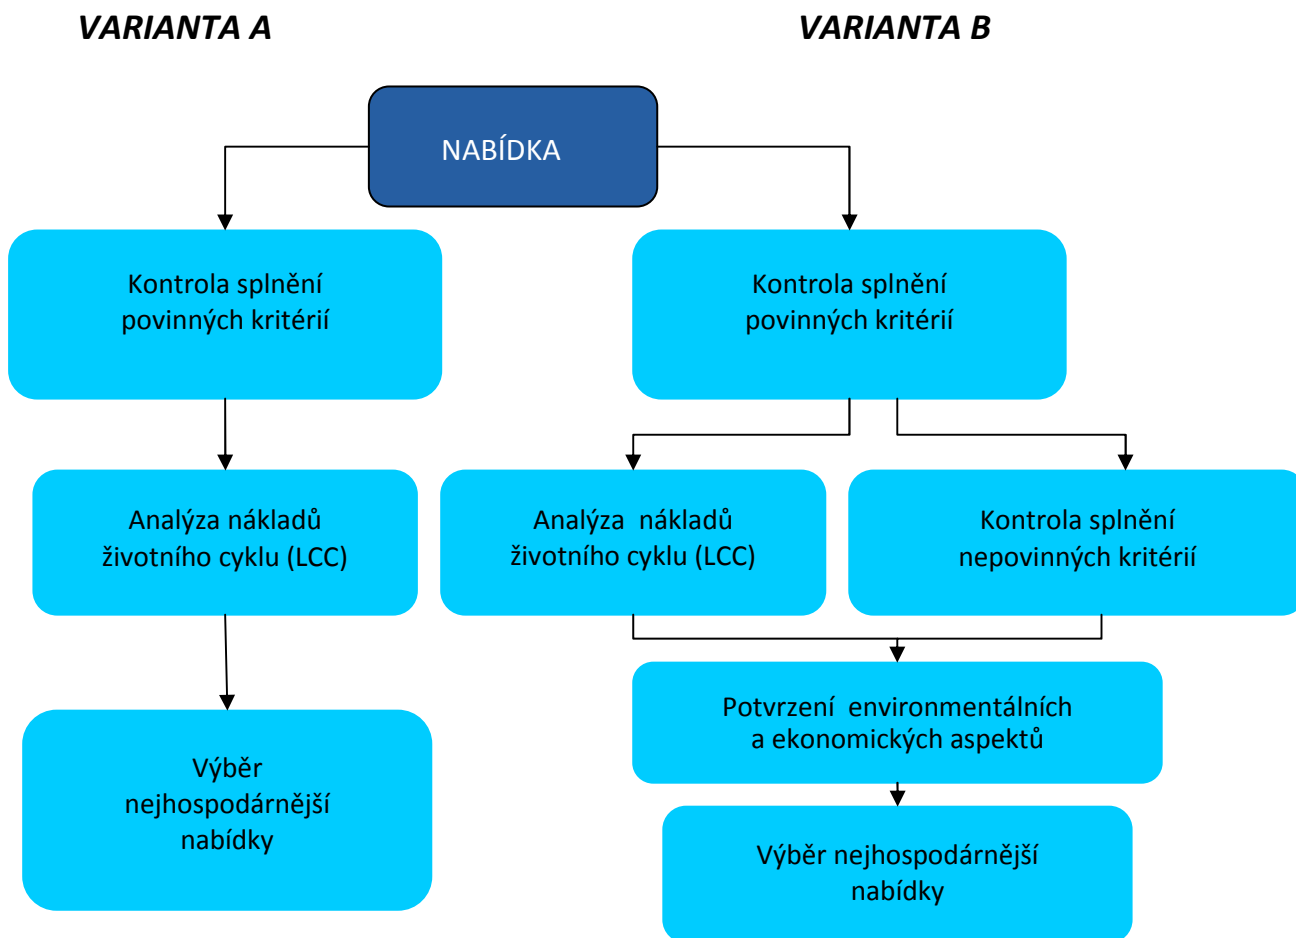 VARIANTA A
VARIANTA B
NABÍDKA
Kontrola splnění
povinných kritérií
Kontrola splnění
povinných kritérií
Analýza nákladů
životního cyklu (LCC)
Analýza  nákladů
životního cyklu (LCC)
Kontrola splnění
nepovinných kritérií
Potvrzení  environmentálních
a ekonomických aspektů
Výběr
nejhospodárnější
nabídky
Výběr nejhospodárnější
nabídky